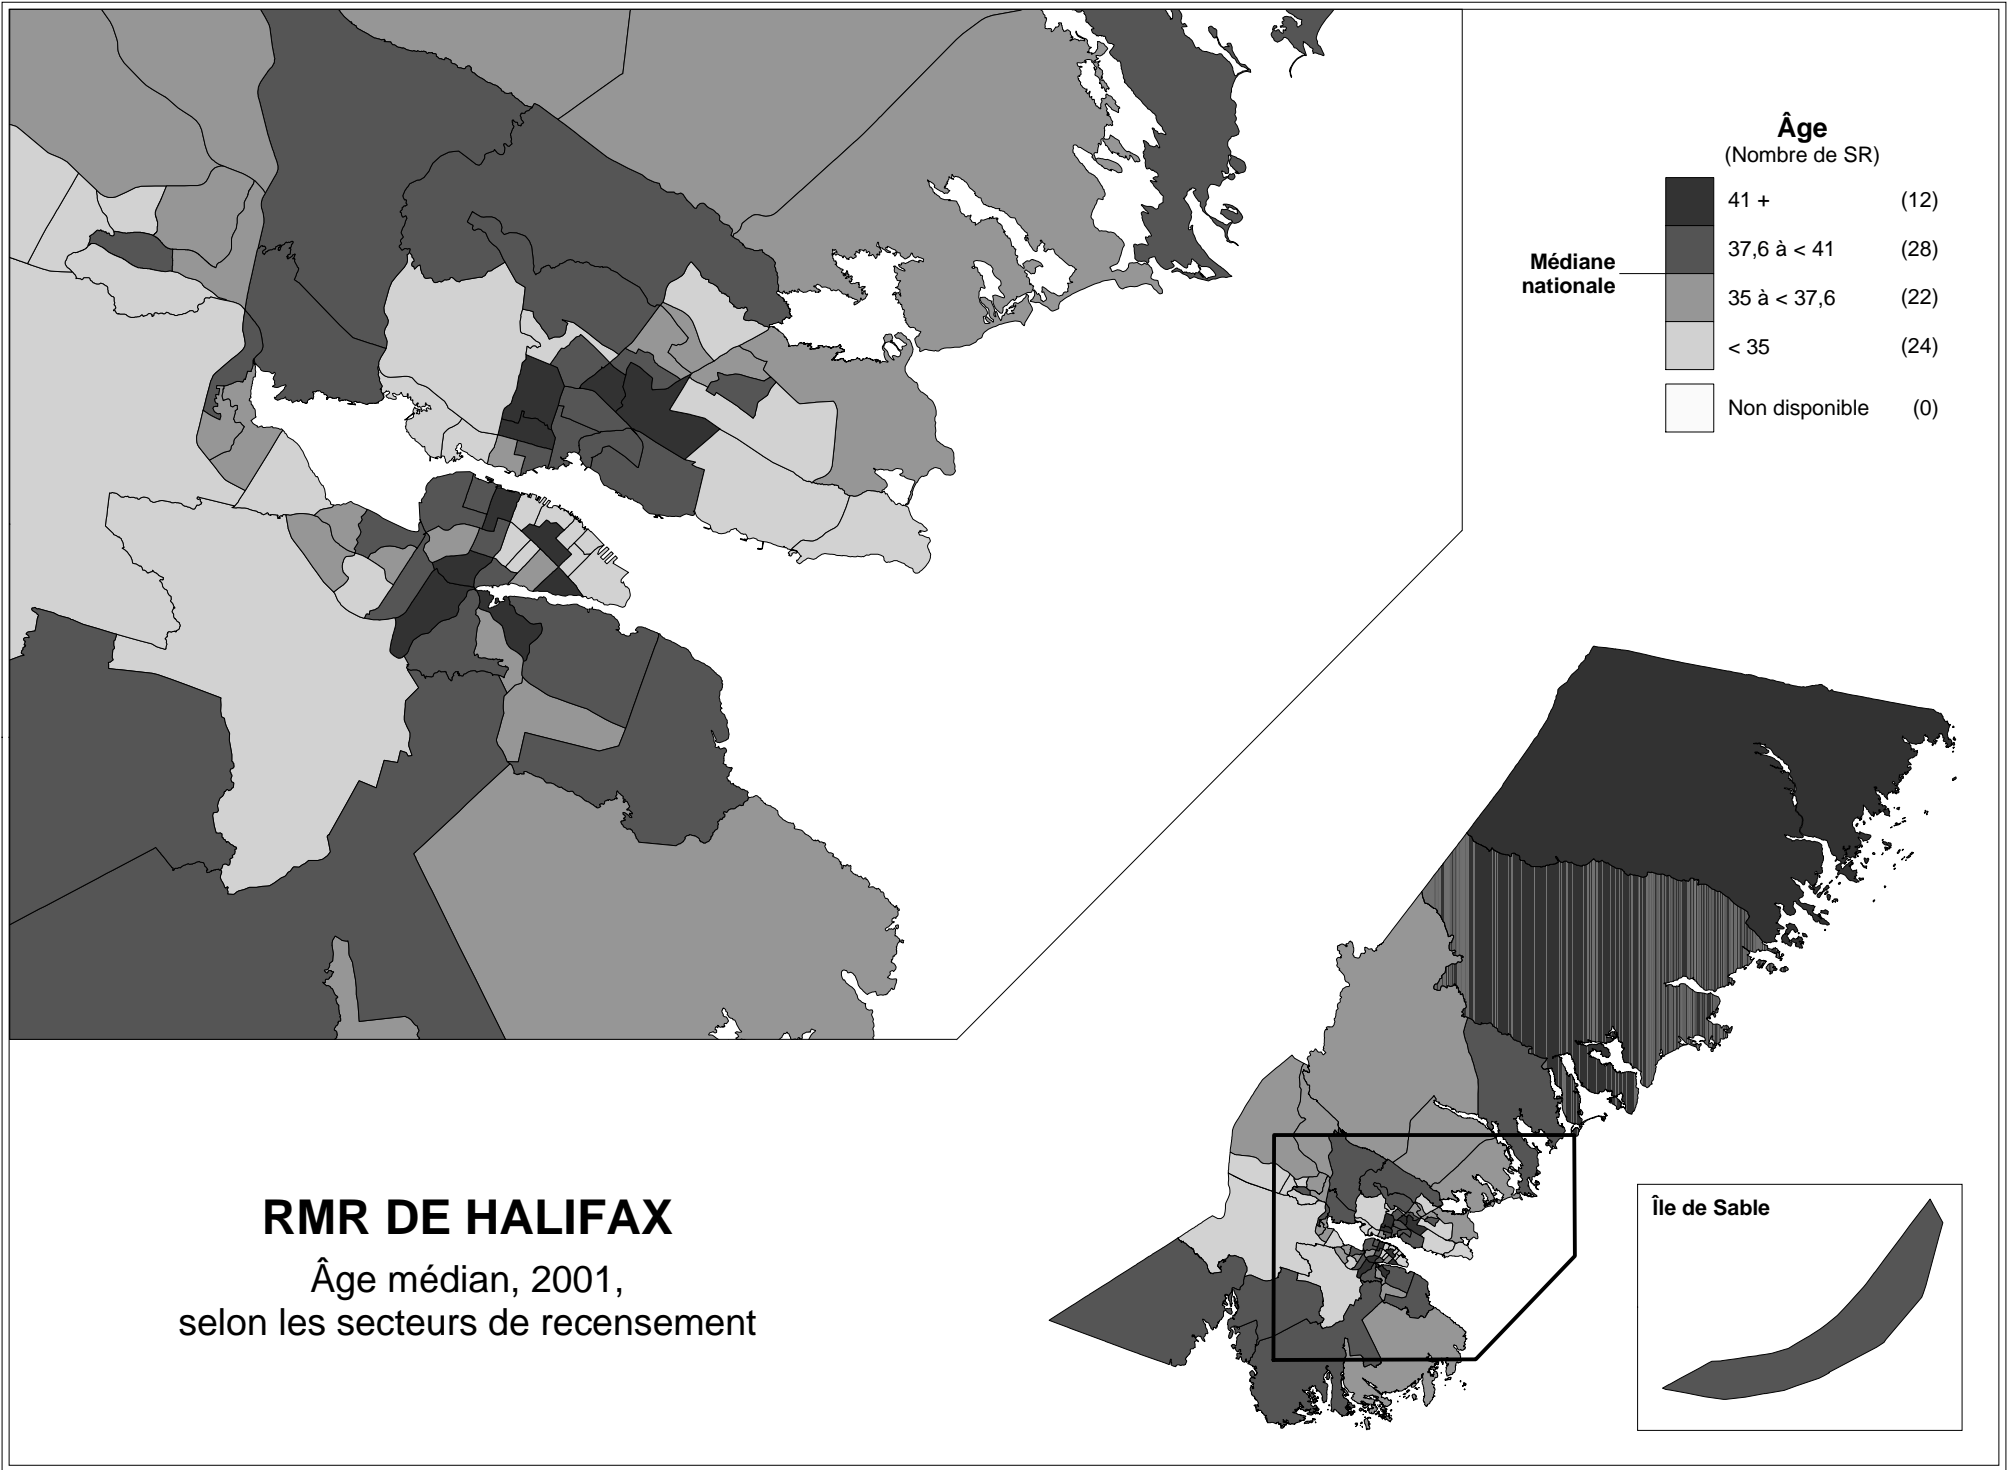 Âge
(Nombre de SR)
41 + (12)
37,6 à < 41 (28)
Médiane
nationale
35 à < 37,6 (22)
< 35 (24)
Non disponible (0)
RMR DE HALIFAX
Âge médian, 2001,
selon les secteurs de recensement
Île de Sable